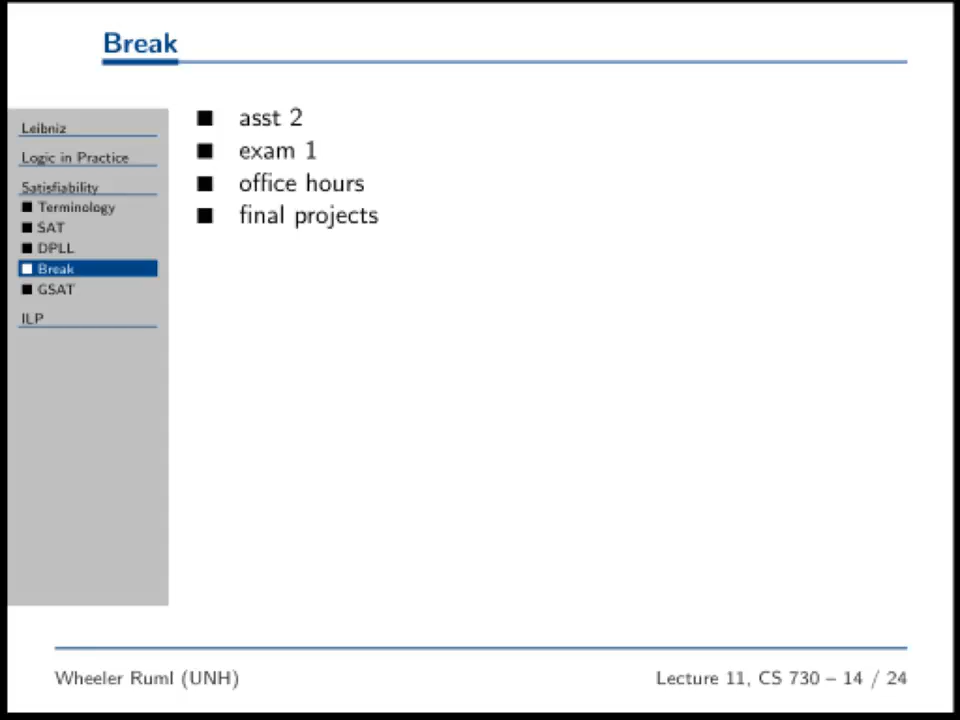 Break
Leibniz
Logic in Practice
Satisfiability
Terminology
SAT
DPLL
Break
GSAT
ILP
asst 2
exam 1
office hours
final projects
Wheeler Ruml (UNH)
Lecture 11, CS 730 – 14 / 24